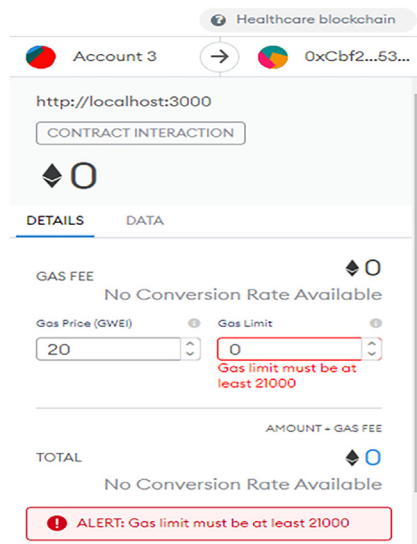 Healthcare blockchain
Account 3 0xCbf2...53...
http://localhost:3000
CONTRACT INTERACTION
0
DETAILS DATA
0
GAS FEE
No Conversion Rate Available
Gas Price (GWEI) Gas Limit
20 0
Gas limit must be at
least 21000
AMOUNT + GAS FEE
TOTAL 0
No Conversion Rate Available
ALERT: Gas limit must be at least 21000